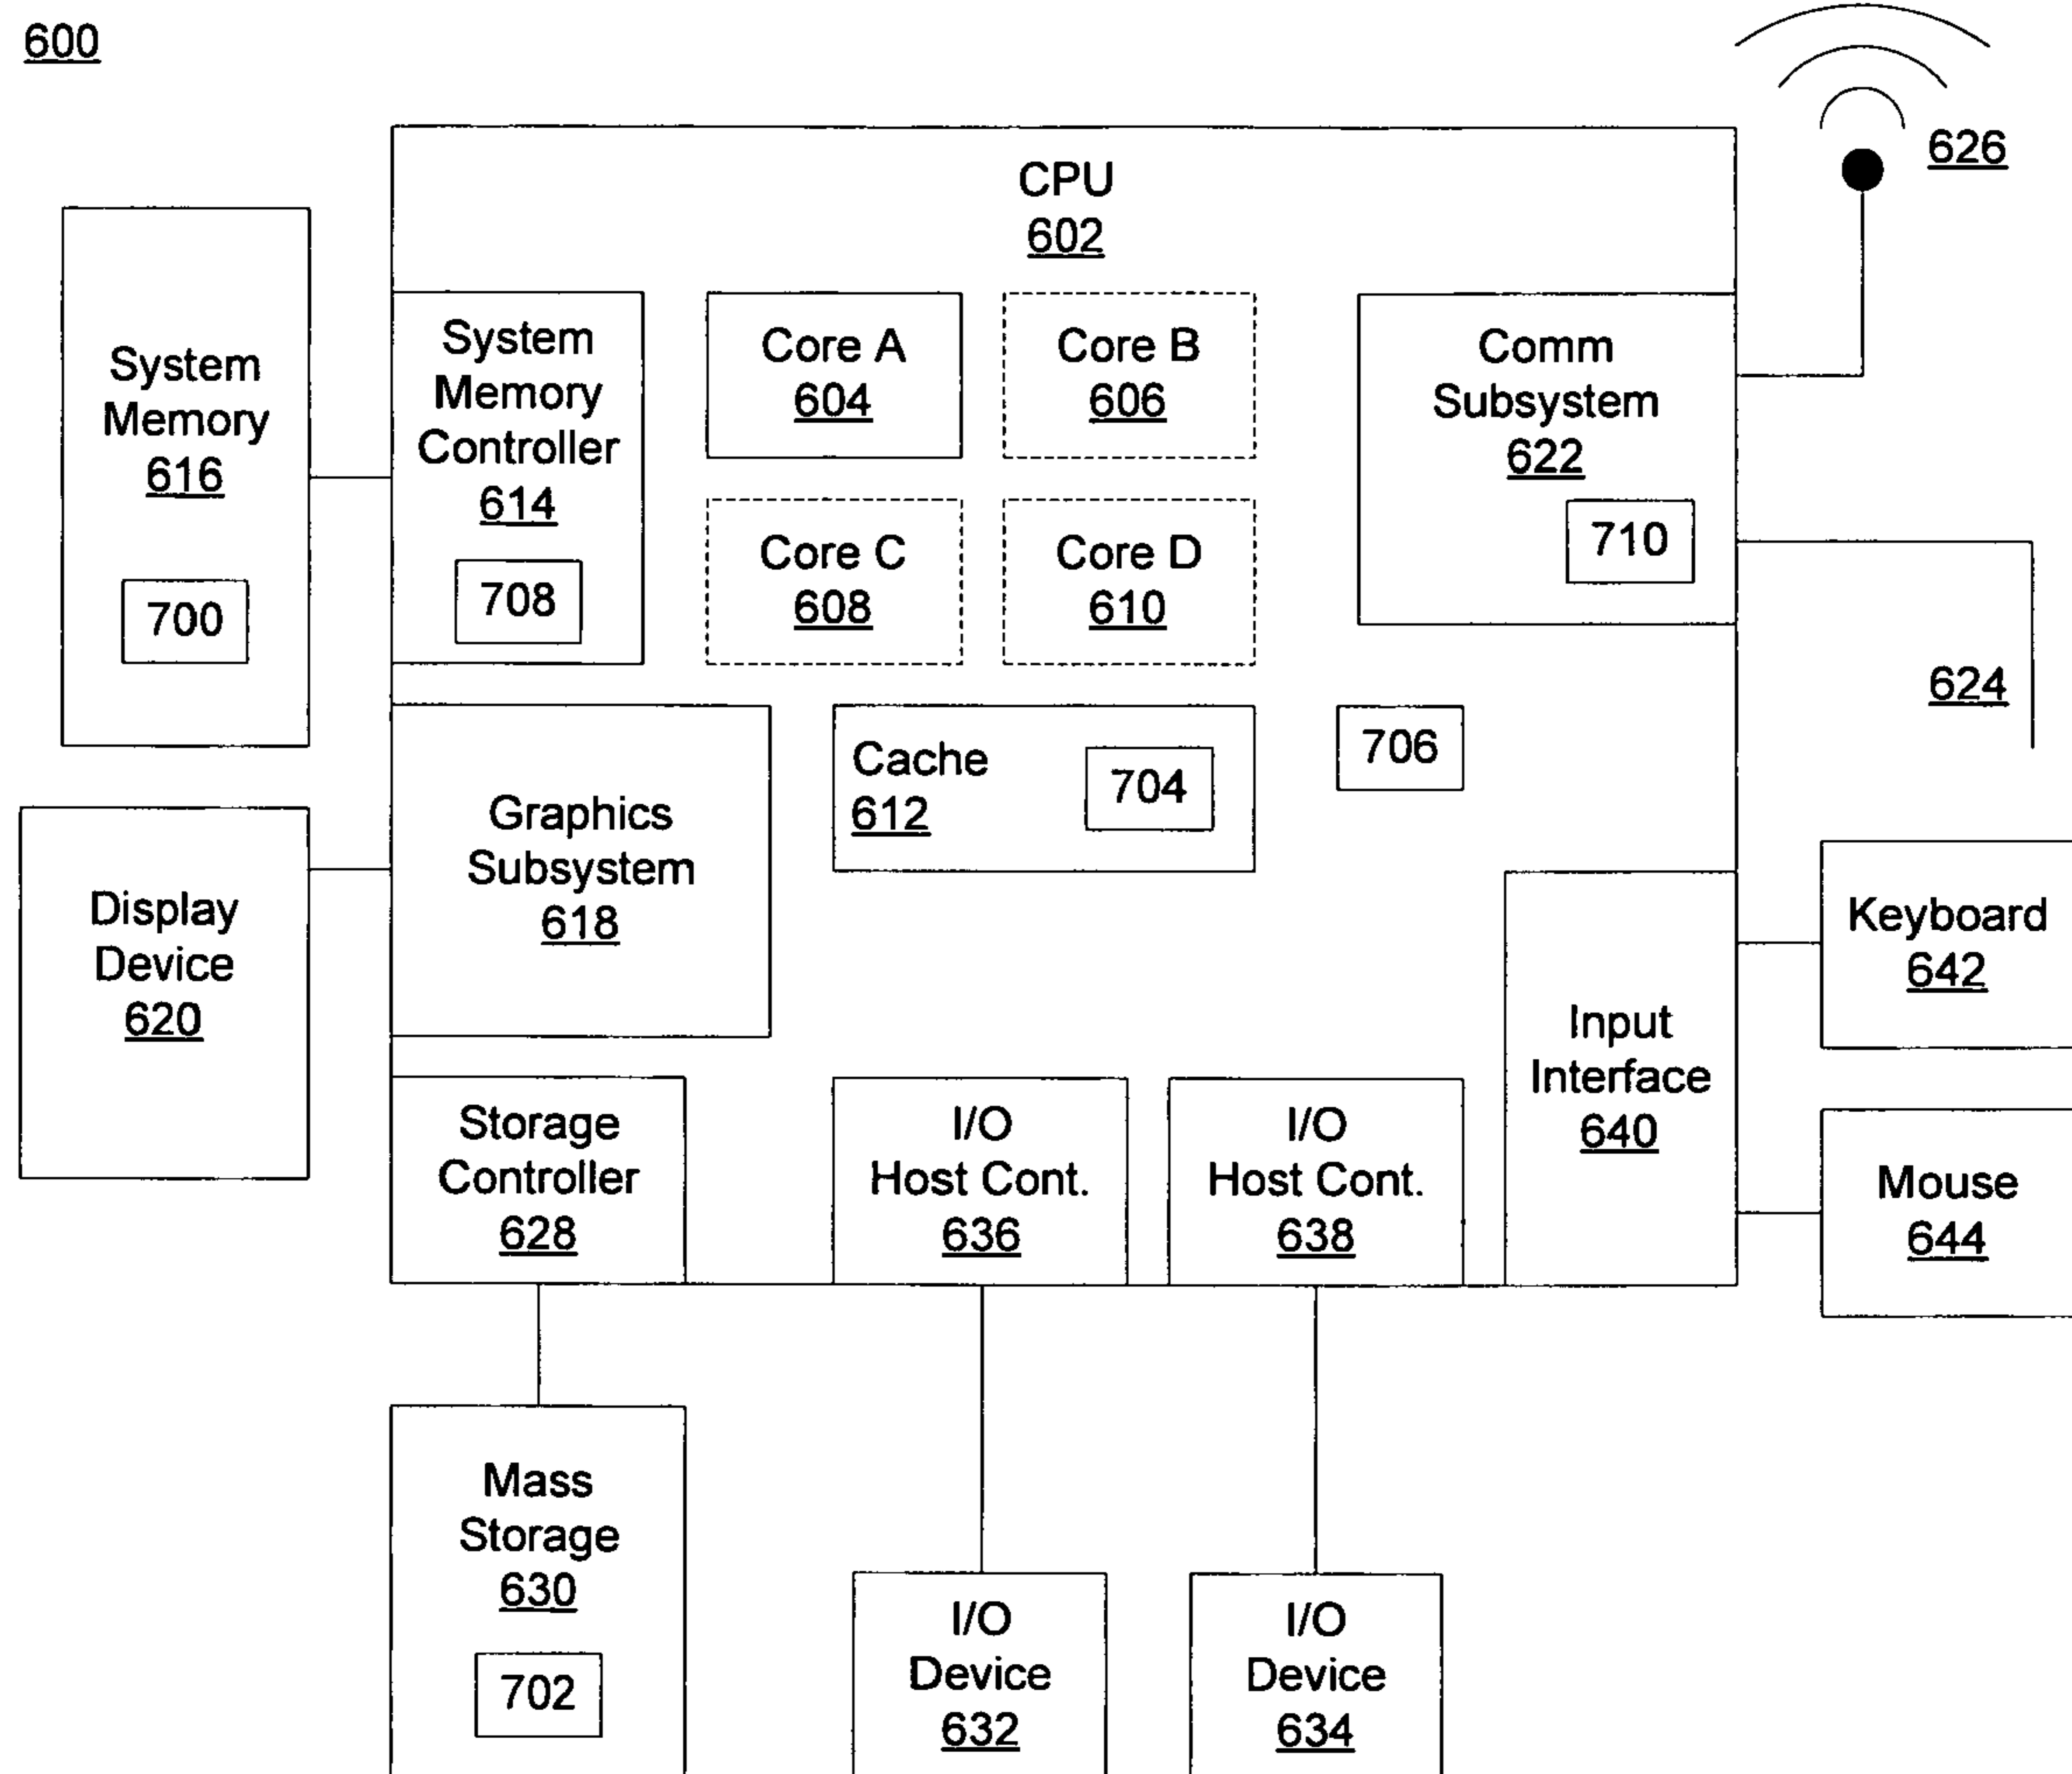 600
626
CPU
602
System
Memory
616
700
System
Memory
Controller
614
708
Core A
604
Core B
606
Comm
Subsystem
622
710
Core C
608
Core D
610
624
Graphics
Subsystem
618
Cache
612
704
706
Display
Device
620
Keyboard
642
Input
Interface
640
Storage
Controller
628
I/O
Host Cont.
636
I/O
Host Cont.
638
Mouse
644
Mass
Storage
630
702
I/O
Device
632
I/O
Device
634